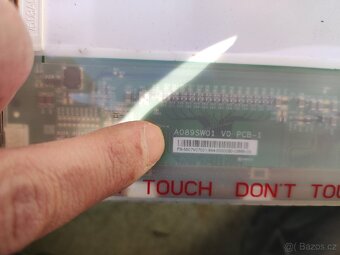 A089SW01 V0 PCB-1
TOUCH DON'T TOU
Bazos.cz